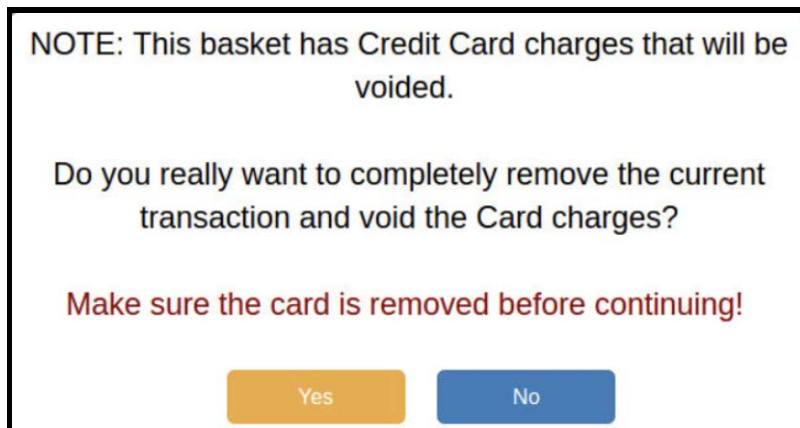 NOTE: This basket has Credit Card charges that will be
voided.
Do you really want to completely remove the current
transaction and void the Card charges?
Make sure the card is removed before continuing!
Yes
No